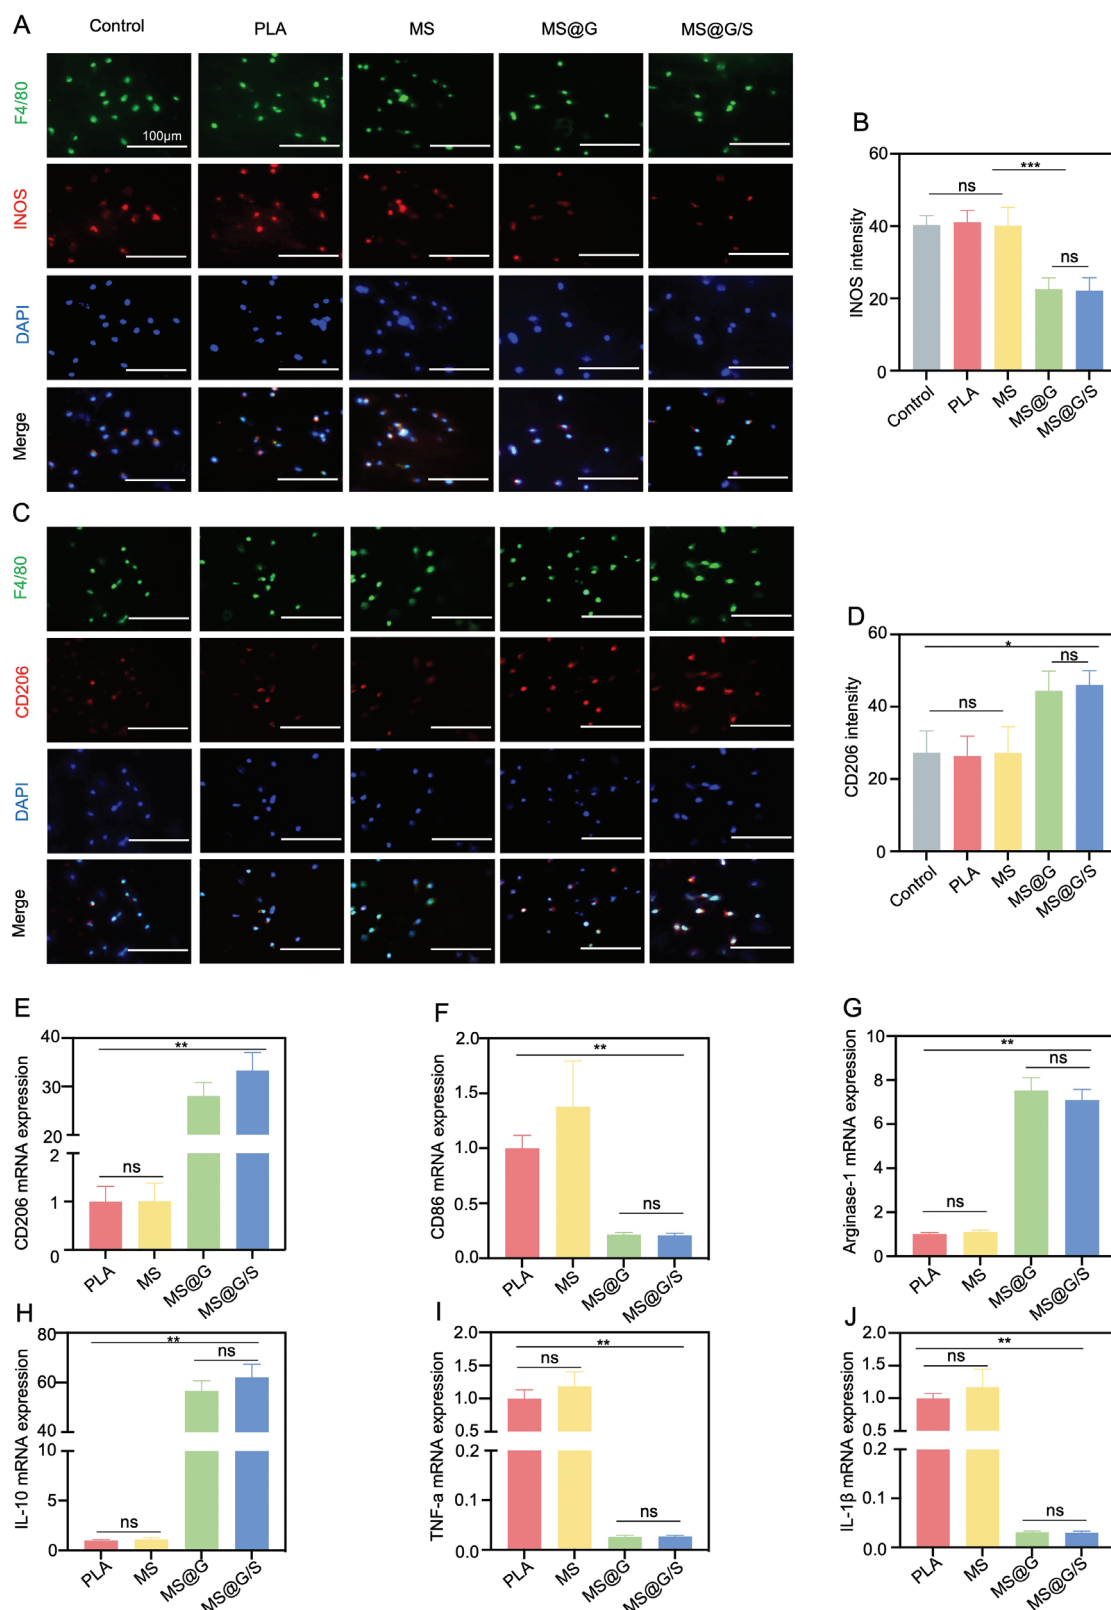 A
Control
PLA
MS
MS@G
MS@G/S
F4/80
100μm
INOS
DAPI
Merge
B
INOS intensity
60
40
20
0
ns
***
ns
Control
PLA
MS
MS@G
MS@G/S
C
F4/80
CD206
DAPI
Merge
D
CD206 intensity
60
40
20
0
*
ns
ns
Control
PLA
MS
MS@G
MS@G/S
E
CD206 mRNA expression
40
30
20
2
1
0
**
ns
PLA
MS
MS@G
MS@G/S
F
CD86 mRNA expression
2.0
1.5
1.0
0.5
0.0
**
ns
PLA
MS
MS@G
MS@G/S
G
Arginase-1 mRNA expression
10
8
6
4
2
0
**
ns
ns
PLA
MS
MS@G
MS@G/S
H
IL-10 mRNA expression
80
60
40
10
5
0
**
ns
ns
PLA
MS
MS@G
MS@G/S
I
TNF-a mRNA expression
2.0
1.5
1.0
0.5
0.2
0.1
0.0
**
ns
ns
PLA
MS
MS@G
MS@G/S
J
IL-1β mRNA expression
2.0
1.5
1.0
0.5
0.2
0.1
0.0
**
ns
ns
PLA
MS
MS@G
MS@G/S